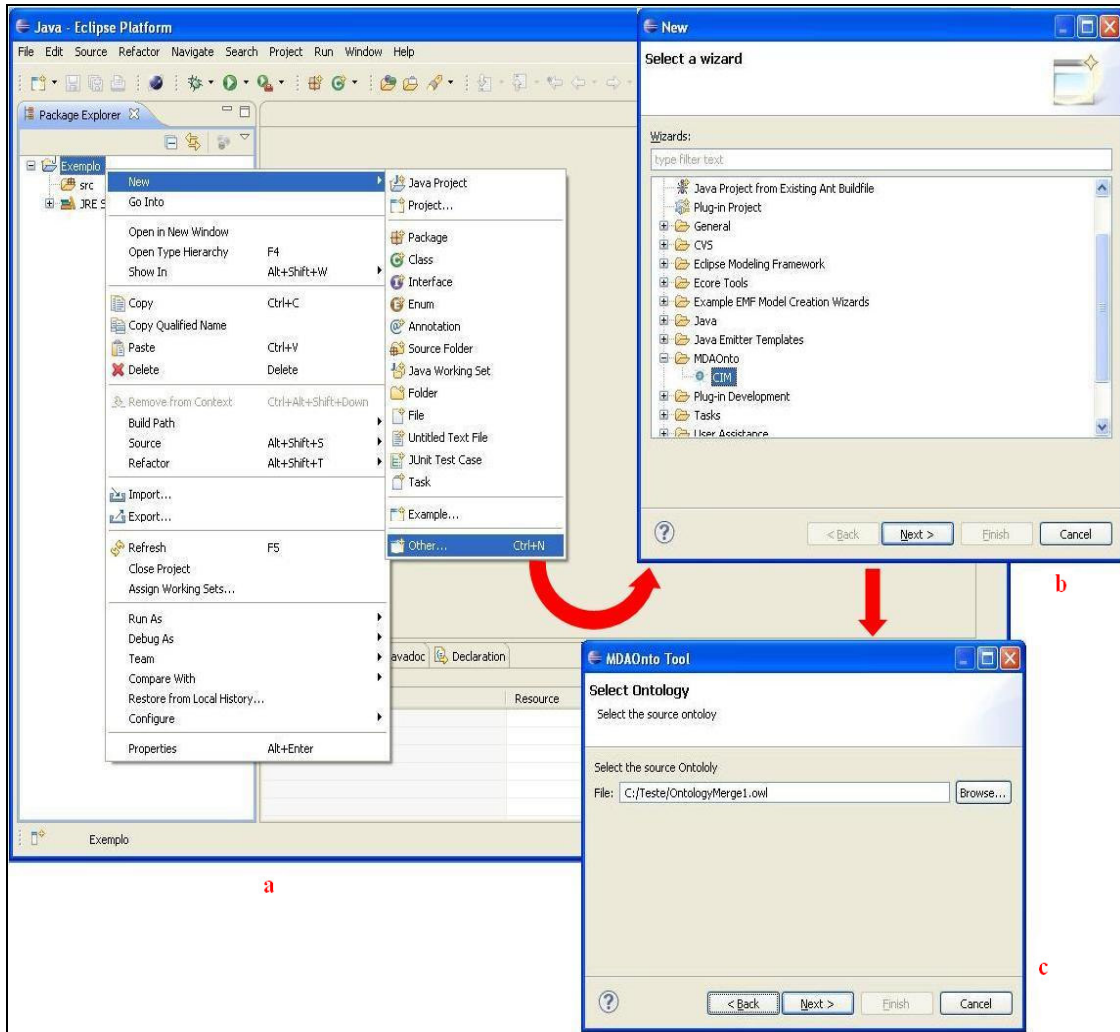 Java - Eclipse Platform
File Edit Source Refactor Navigate Search Project Run Window Help
Package Explorer
Exemplo
src
JRE S
New
Go Into
Open in New Window
Open Type Hierarchy F4
Show In Alt+Shift+W
Copy Ctrl+C
Copy Qualified Name
Paste Ctrl+V
Delete Delete
Remove from Context Ctrl+Alt+Shift+Down
Build Path
Source Alt+Shift+S
Refactor Alt+Shift+T
Import...
Export...
Refresh F5
Close Project
Assign Working Sets...
Run As
Debug As
Team
Compare With
Restore from Local History...
Configure
Properties Alt+Enter
Java Project
Project...
Package
Class
Interface
Enum
Annotation
Source Folder
Java Working Set
Folder
File
Untitled Text File
JUnit Test Case
Task
Example...
Other... Ctrl+N
avadoc Declaration
Resource
Exemplo
a
New
Select a wizard
Wizards:
type filter text
Java Project from Existing Ant Buildfile
Plug-in Project
General
CVS
Eclipse Modeling Framework
Ecore Tools
Example EMF Model Creation Wizards
Java
Java Emitter Templates
MDAOnto
CIM
Plug-in Development
Tasks
User Assistance
< Back Next > Finish Cancel
b
MDAOnto Tool
Select Ontology
Select the source ontoloy
Select the source Ontololy
File: C:/Teste/OntologyMerge1.owl Browse...
< Back Next > Finish Cancel
c